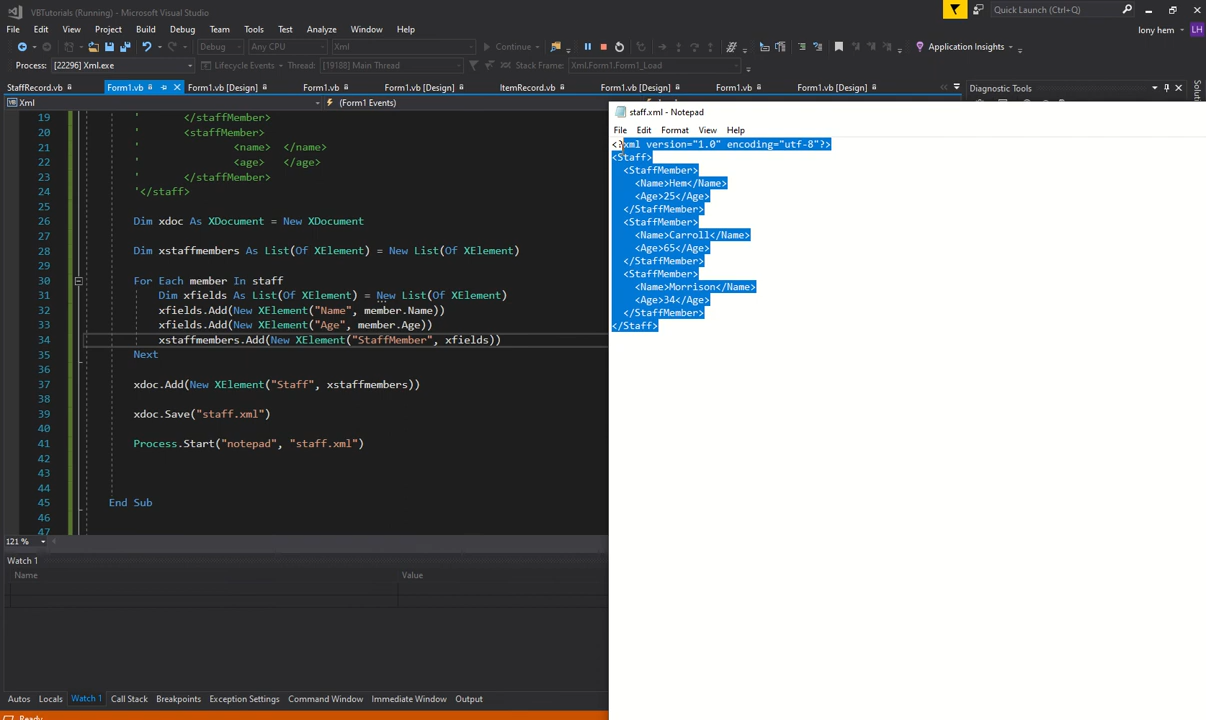 VBTutorials (Running) - Microsoft Visual Studio
Quick Launch (Ctrl+Q)
File Edit View Project Build Debug Team Tools Test Analyze Window Help
lony hem LH
Debug Any CPU Xml Continue Application Insights
Process: [22296] Xml.exe Lifecycle Events Thread: [19188] Main Thread Stack Frame: Xml.Form1.Form1_Load
StaffRecord.vb Form1.vb Form1.vb [Design] Form1.vb Form1.vb [Design] ItemRecord.vb Form1.vb Form1.vb [Design] Diagnostic Tools
Xml (Form1 Events)
19 ' </staffMember>
20 ' <staffMember>
21 ' <name> </name>
22 ' <age> </age>
23 ' </staffMember>
24 '</staff>
25
26 Dim xdoc As XDocument = New XDocument
27
28 Dim xstaffmembers As List(Of XElement) = New List(Of XElement)
29
30 For Each member In staff
31 Dim xfields As List(Of XElement) = New List(Of XElement)
32 xfields.Add(New XElement("Name", member.Name))
33 xfields.Add(New XElement("Age", member.Age))
34 xstaffmembers.Add(New XElement("StaffMember", xfields))
35 Next
36
37 xdoc.Add(New XElement("Staff", xstaffmembers))
38
39 xdoc.Save("staff.xml")
40
41 Process.Start("notepad", "staff.xml")
42
43
44
45 End Sub
46
47
121 %
Watch 1
Name Value
Autos Locals Watch 1 Call Stack Breakpoints Exception Settings Command Window Immediate Window Output
Ready
staff.xml - Notepad
File Edit Format View Help
<?xml version="1.0" encoding="utf-8"?>
<Staff>
<StaffMember>
<Name>Hem</Name>
<Age>25</Age>
</StaffMember>
<StaffMember>
<Name>Carroll</Name>
<Age>65</Age>
</StaffMember>
<StaffMember>
<Name>Morrison</Name>
<Age>34</Age>
</StaffMember>
</Staff>